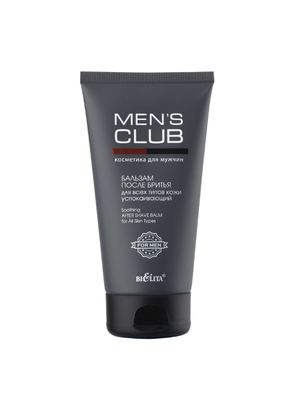 MEN'S
CLUB
косметика для мужчин
БАЛЬЗАМ
ПОСЛЕ БРИТЬЯ
для всех типов кожи
успокаивающий
Soothing
AFTER SHAVE BALM
for All Skin Types
FOR MEN
BIELITA